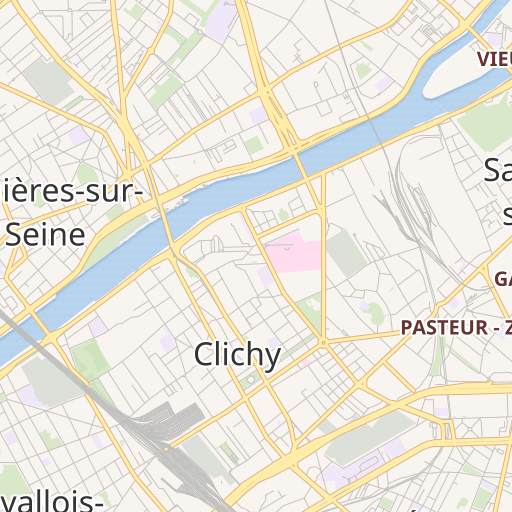 VIEU
Sa
ières-sur-
Seine
s
GA
PASTEUR - Z
Clichy
vallois-